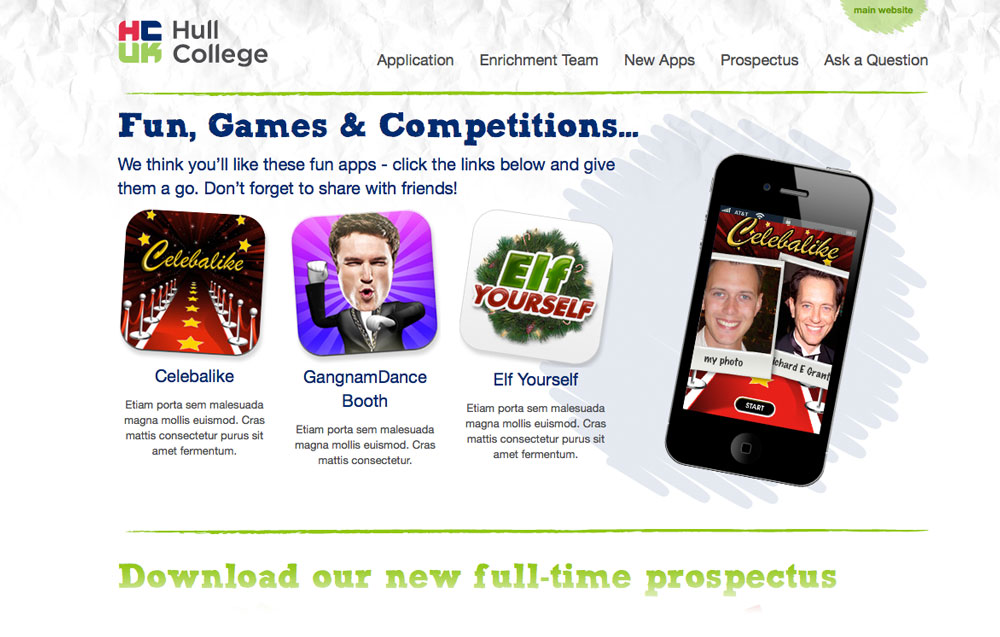 main website
HC
UK
Hull
College
Application Enrichment Team New Apps Prospectus Ask a Question
Fun, Games & Competitions...
We think you'll like these fun apps - click the links below and give
them a go. Don't forget to share with friends!
Celebalike
Elf
YOURSELF
Celebalike
Etiam porta sem malesuada
magna mollis euismod. Cras
mattis consectetur purus sit
amet fermentum.
GangnamDance
Booth
Etiam porta sem malesuada
magna mollis euismod. Cras
mattis consectetur.
Elf Yourself
Etiam porta sem malesuada
magna mollis euismod. Cras
mattis consectetur purus sit
amet fermentum.
AT&T
Celebalike
my photo
Richard E Grant
START
Download our new full-time prospectus